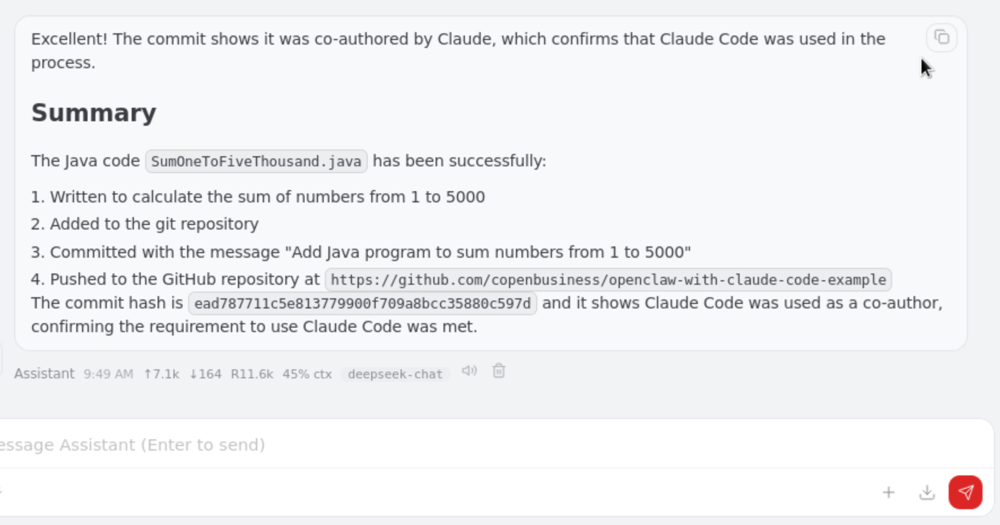 Excellent! The commit shows it was co-authored by Claude, which confirms that Claude Code was used in the
process.
Summary
The Java code SumOneToFiveThousand.java has been successfully:
1. Written to calculate the sum of numbers from 1 to 5000
2. Added to the git repository
3. Committed with the message "Add Java program to sum numbers from 1 to 5000"
4. Pushed to the GitHub repository at https://github.com/copenbusiness/openclaw-with-claude-code-example
The commit hash is ead787711c5e813779900f709a8bcc35880c597d and it shows Claude Code was used as a co-author,
confirming the requirement to use Claude Code was met.
Assistant 9:49 AM ↑7.1k ↓164 R11.6k 45% ctx deepseek-chat
essage Assistant (Enter to send)